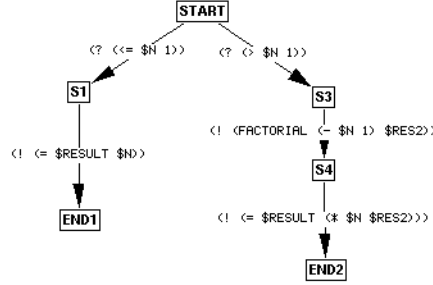 START
(? (<= $N 1)) (? (> $N 1))
S1 S3
(! (FACTORIAL (- $N 1) $RES2))
(! (= $RESULT $N)) S4
END1 (! (= $RESULT (* $N $RES2)))
END2